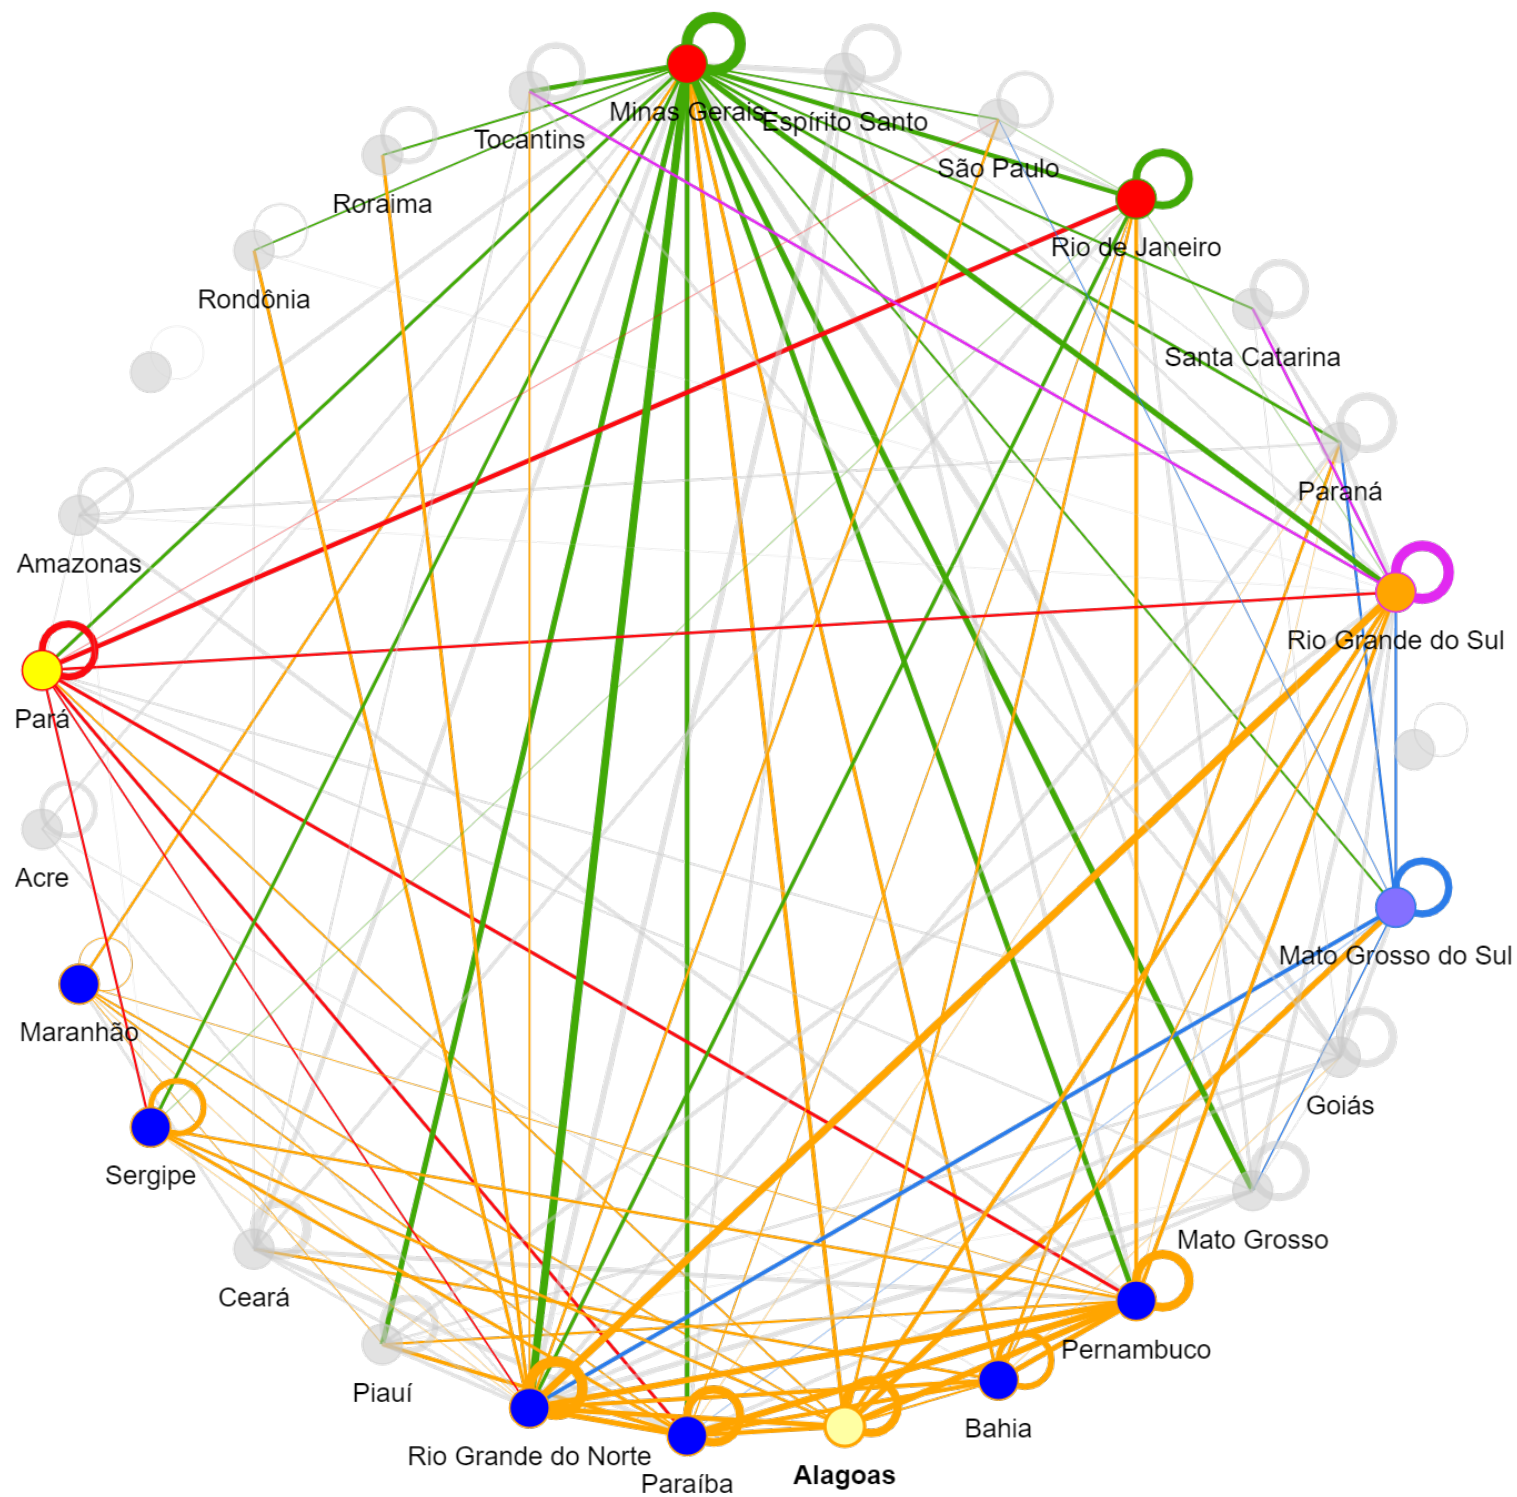 Minas Gerais
Espírito Santo
Tocantins
São Paulo
Roraima
Rio de Janeiro
Rondônia
Santa Catarina
Paraná
Amazonas
Rio Grande do Sul
Pará
Acre
Mato Grosso do Sul
Maranhão
Goiás
Sergipe
Mato Grosso
Ceará
Pernambuco
Piauí
Bahia
Rio Grande do Norte
Alagoas
Paraíba